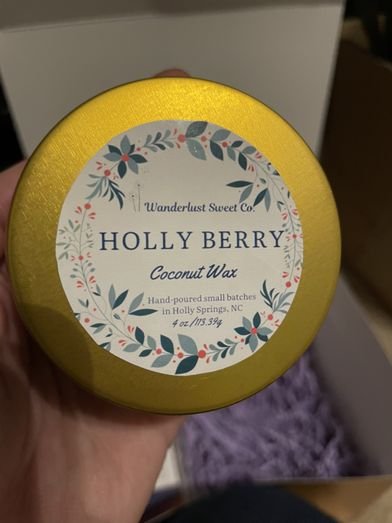 Wanderlust Sweet Co.
HOLLY BERRY
Coconut Wax
Hand-poured small batches
in Holly Springs, NC
4 oz/113.39g